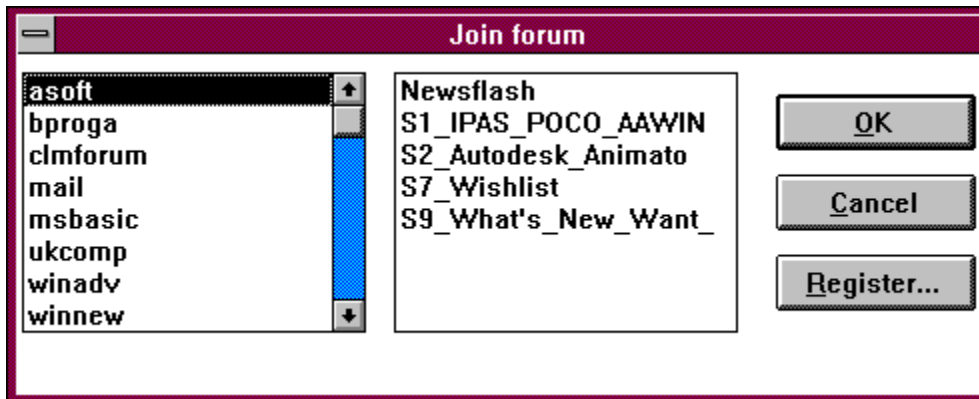 Join forum
asoft
bproga
clmforum
mail
msbasic
ukcomp
winadv
winnew
Newsflash
S1_IPAS_POCO_AAWIN
S2_Autodesk_Animato
S7_Wishlist
S9_What's_New_Want_
OK
Cancel
Register...